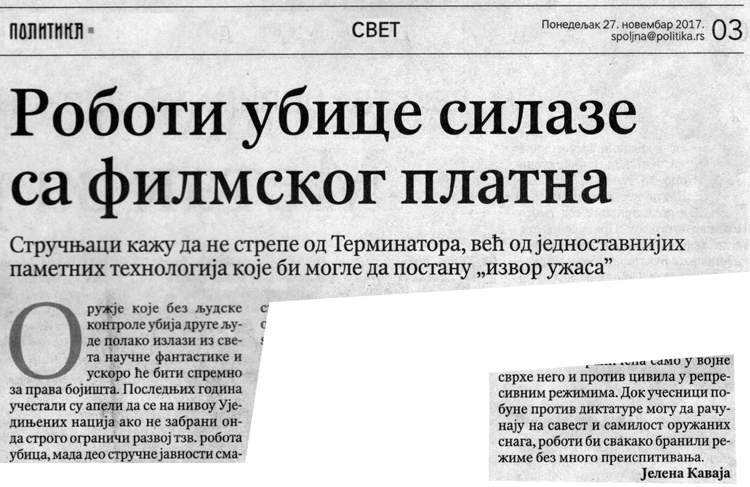 ПОЛИТИКА
СВЕТ
Понедељак 27. новембар 2017.
spoljna@politika.rs
03
Роботи убице силазе
са филмског платна
Стручњаци кажу да не стрепе од Терминатора, већ од једноставнијих
паметних технологија које би могле да постану „извор ужаса”
Оружје које без људске
контроле убија друге љу-
де полако излази из све-
та научне фантастике и
ускоро ће бити спремно
за права бојишта. Последњих година
учестали су апели да се на нивоу Ује-
дињених нација ако не забрани он-
да строго ограничи развој тзв. робота
убица, мада део стручне јавности сма-
само у војне
сврхе него и против цивила у репре-
сивним режимима. Док учесници по-
буне против диктатуре могу да рачу-
нају на савест и самилост оружаних
снага, роботи би свакако бранили ре-
жиме без много преиспитивања.
Јелена Каваја